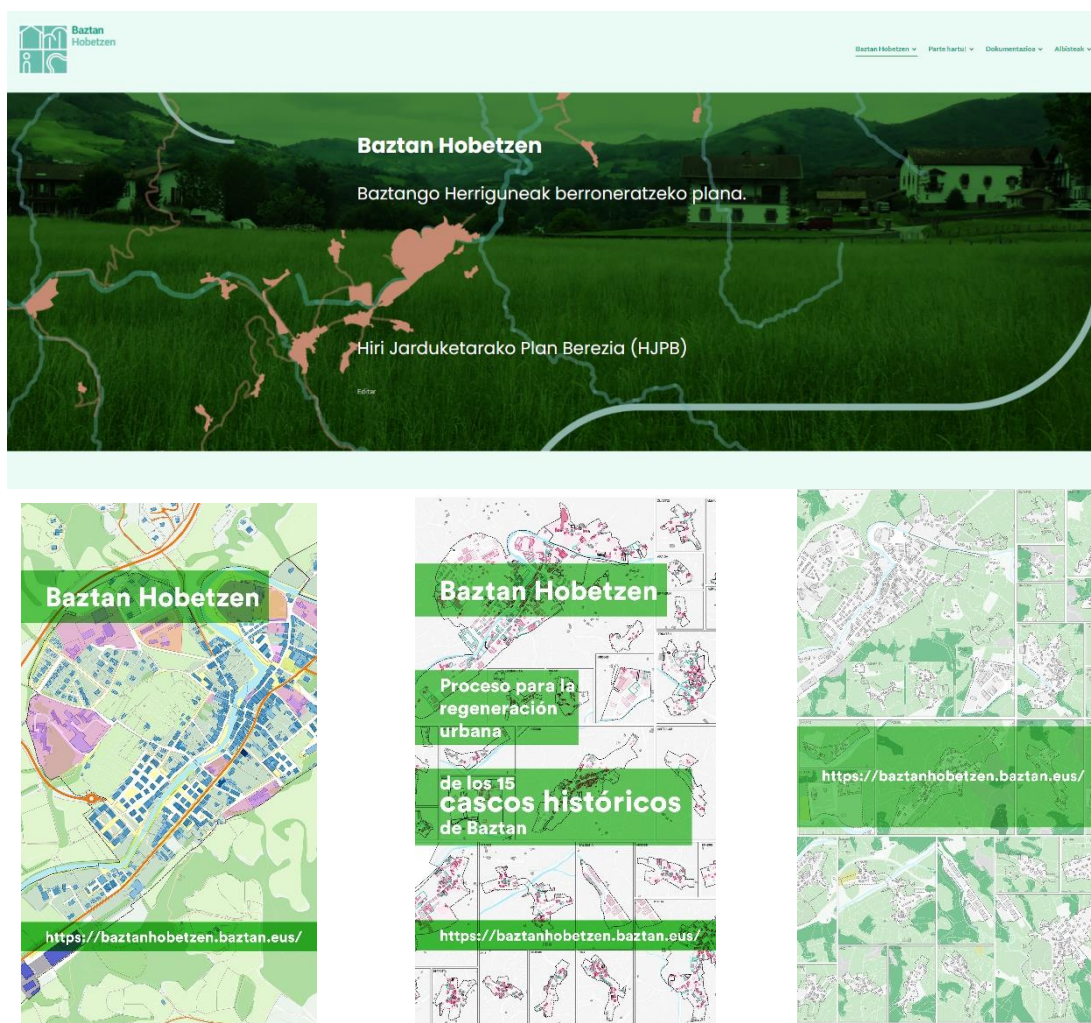 Baztan
Hobetzen
Baztan Hobetzen
Parte hartu!
Dokumentazioa
Albisteak
Baztan Hobetzen
Baztango Herriguneak berroneratzeko plana.
Hiri Jarduketarako Plan Berezia (HJPB)
Editar
Baztan Hobetzen
https://baztanhobetzen.baztan.eus/
Baztan Hobetzen
Proceso para la
regeneración
urbana
de los 15
cascos históricos
de Baztan
https://baztanhobetzen.baztan.eus/
https://baztanhobetzen.baztan.eus/